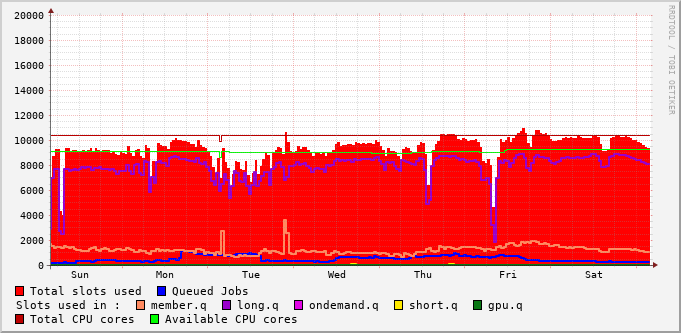 RRDTOOL / TOBI OETIKER
20000
18000
16000
14000
12000
10000
8000
6000
4000
2000
0
Sun Mon Tue Wed Thu Fri Sat
Total slots used Queued Jobs
Slots used in : member.q long.q ondemand.q short.q gpu.q
Total CPU cores Available CPU cores